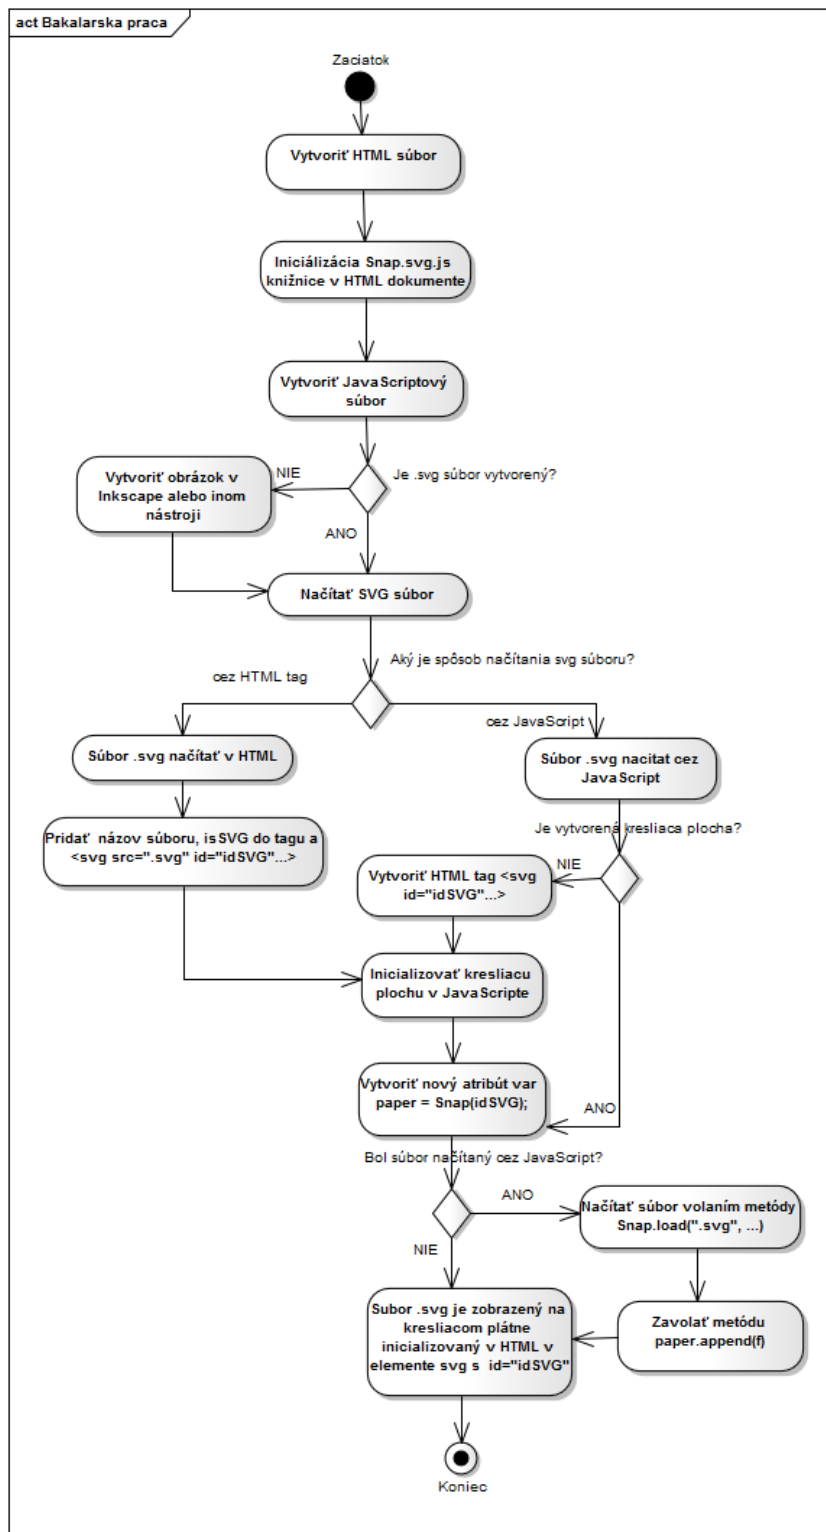 act Bakalarska praca
Zaciatok
Vytvoriť HTML súbor
Iniciálizácia Snap.svg.js
knižnice v HTML dokumente
Vytvoriť JavaScriptový
súbor
Je .svg súbor vytvorený?
NIE
Vytvoriť obrázok v
Inkscape alebo inom
nástroji
ANO
Načítať SVG súbor
Aký je spôsob načítania svg súboru?
cez HTML tag
cez JavaScript
Súbor .svg načítať v HTML
Súbor .svg nacitat cez
JavaScript
Pridať názov súboru, isSVG do tagu a
<svg src=".svg" id="idSVG"...>
Je vytvorená kresliaca plocha?
NIE
Vytvoriť HTML tag <svg
id="idSVG"...>
Inicializovať kresliacu
plochu v JavaScripte
Vytvoriť nový atribút var
paper = Snap(idSVG);
ANO
Bol súbor načítaný cez JavaScript?
ANO
Načítať súbor volaním metódy
Snap.load(".svg", ...)
NIE
Subor .svg je zobrazený na
kresliacom plátne
inicializovaný v HTML v
elemente svg s id="idSVG"
Zavolať metódu
paper.append(f)
Koniec